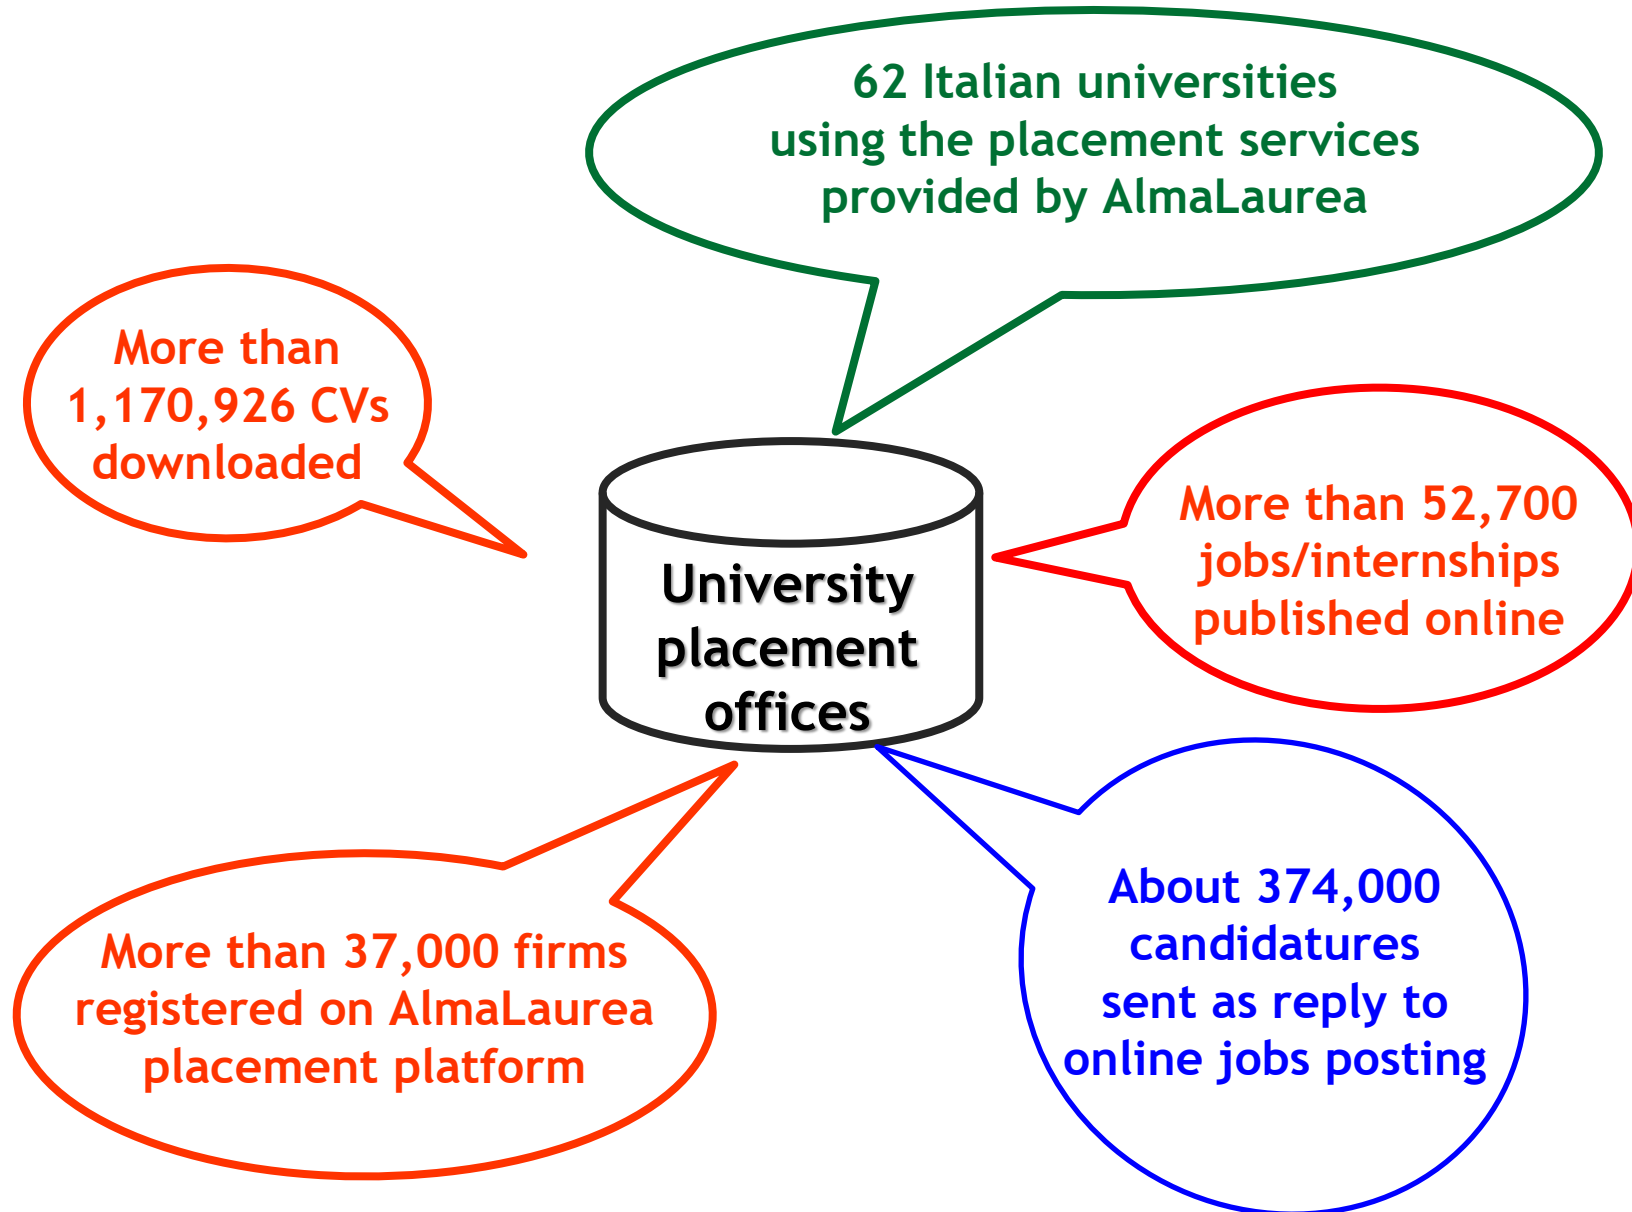 62 Italian universities
using the placement services
provided by AlmaLaurea
More than
1,170,926 CVs
downloaded
More than 52,700
jobs/internships
published online
University
placement
offices
More than 37,000 firms
registered on AlmaLaurea
placement platform
About 374,000
candidatures
sent as reply to
online jobs posting